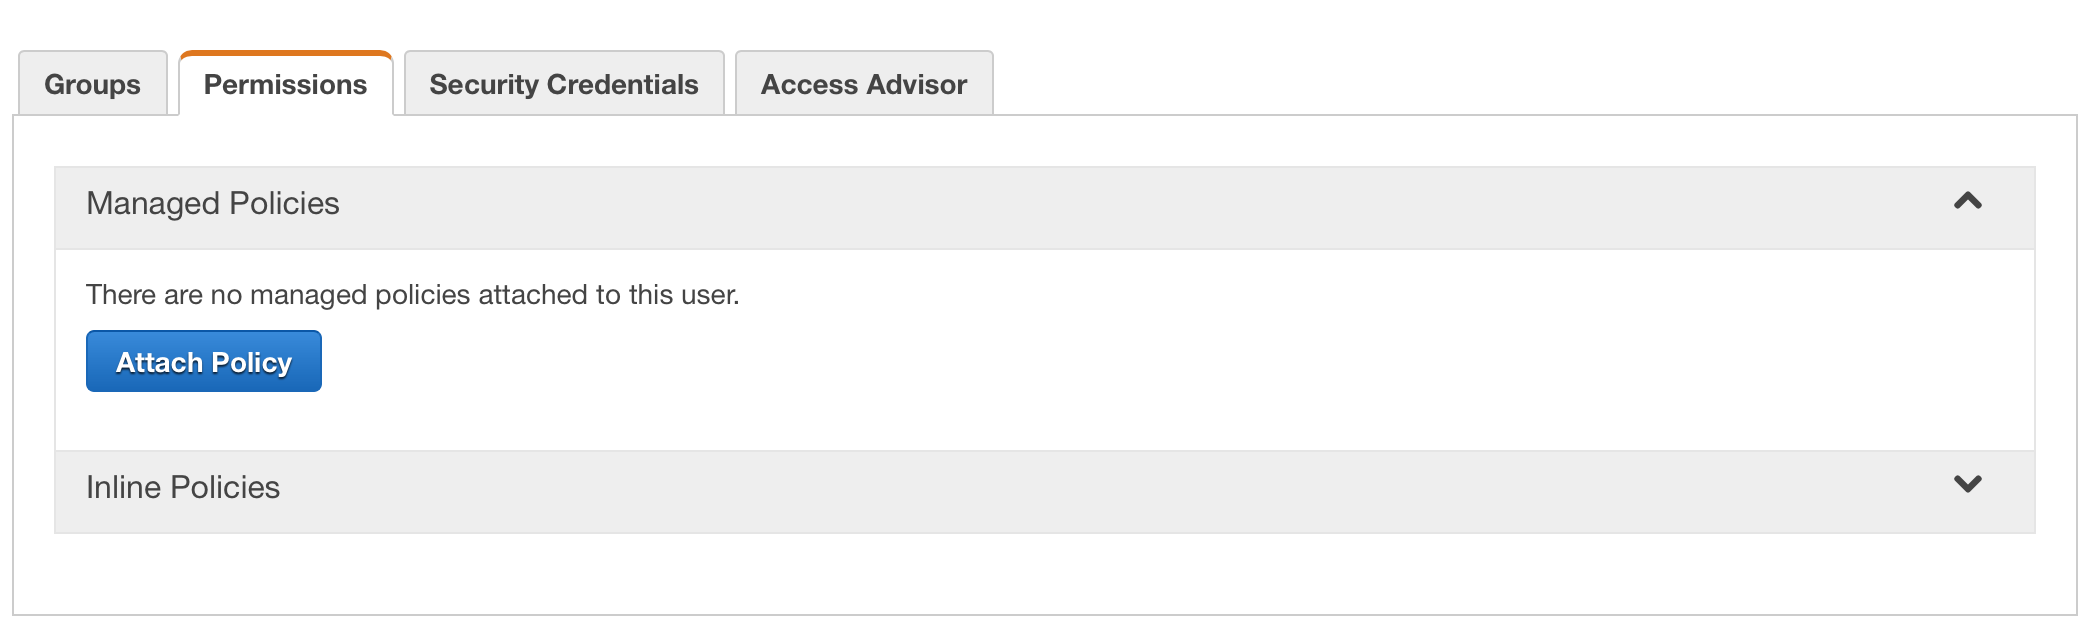 Groups Permissions Security Credentials Access Advisor
Managed Policies
There are no managed policies attached to this user.
Attach Policy
Inline Policies